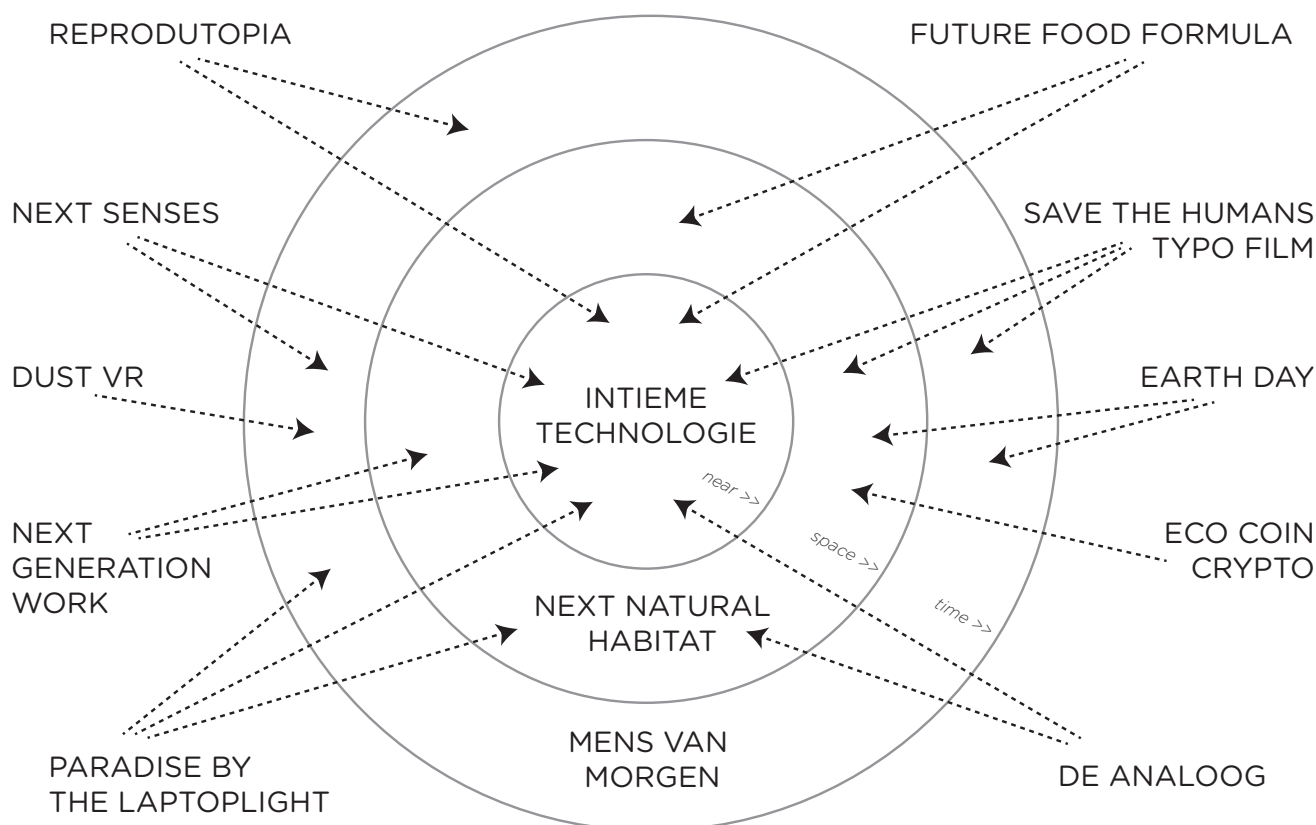 REPRODUTOPIA
FUTURE FOOD FORMULA
NEXT SENSES
SAVE THE HUMANS
TYPO FILM
DUST VR
EARTH DAY
INTIEME
TECHNOLOGIE
near >>
NEXT
GENERATION
WORK
space >>
ECO COIN
CRYPTO
NEXT NATURAL
HABITAT
time >>
PARADISE BY
THE LAPTOPLIGHT
MENS VAN
MORGEN
DE ANALOOG